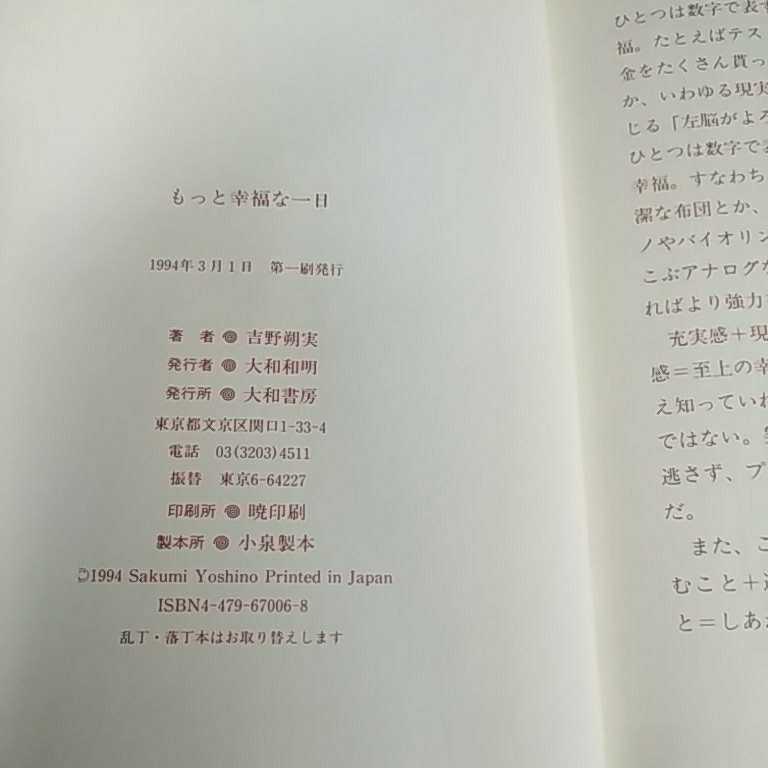 もっと幸福な一日
1994年3月1日 第一刷発行
著 者 吉野朔実
発行者 大和和明
発行所 大和書房
東京都文京区関口1-33-4
電話 03(3203)4511
振替 東京6-64227
印刷所 暁印刷
製本所 小泉製本
©1994 Sakumi Yoshino Printed in Japan
ISBN4-479-67006-8
乱丁・落丁本はお取り替えします
ひとつは数字で表す
福。たとえばテス
金をたくさん貰っ
か、いわゆる現実
じる「左脳がよろ
ひとつは数字で表
幸福。すなわち
潔な布団とか、
ノやバイオリン
こぶアナログな
ればより強力
充実感＋現
感＝至上の幸
え知っていれ
ではない。
逃さず、プ
だ。
また、こ
むこと＋
と＝しあ